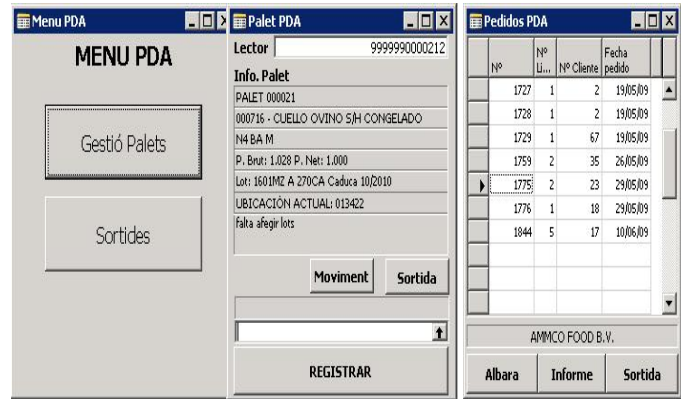 Menu PDA
MENU PDA
Gestió Palets
Sortides
Palet PDA
Lector 9999990000212
Info. Palet
PALET 000021
000716 - CUELLO OVINO S/H CONGELADO
N4 BA M
P. Brut: 1.028 P. Net: 1.000
Lot: 1601MZ A 270CA Caduca 10/2010
UBICACIÓN ACTUAL: 013422
falta afegir lots
Moviment Sortida
REGISTRAR
Pedidos PDA
Nº Nº Li... Nº Cliente Fecha pedido
1727 1 2 19/05/09
1728 1 2 19/05/09
1729 1 67 19/05/09
1759 2 35 26/05/09
1775 2 23 29/05/09
1776 1 18 29/05/09
1844 5 17 10/06/09
AMMCO FOOD B.V.
Albara Informe Sortida